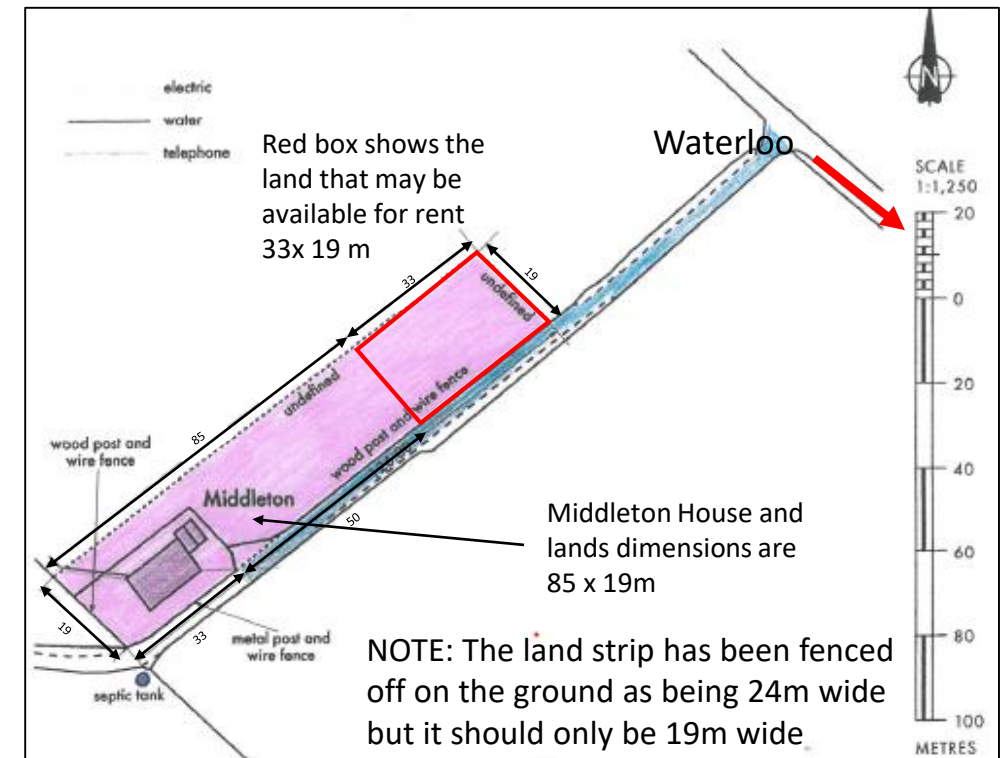 electric
water
telephone
Red box shows the
land that may be
available for rent
33x 19 m
Waterloo
N
SCALE
1:1,250
20
0
20
40
60
80
100
METRES
33
19
undefined
undefined
85
wood post and wire fence
wood post and
wire fence
Middleton
50
Middleton House and
lands dimensions are
85 x 19m
19
33
metal post and
wire fence
septic tank
NOTE: The land strip has been fenced
off on the ground as being 24m wide
but it should only be 19m wide